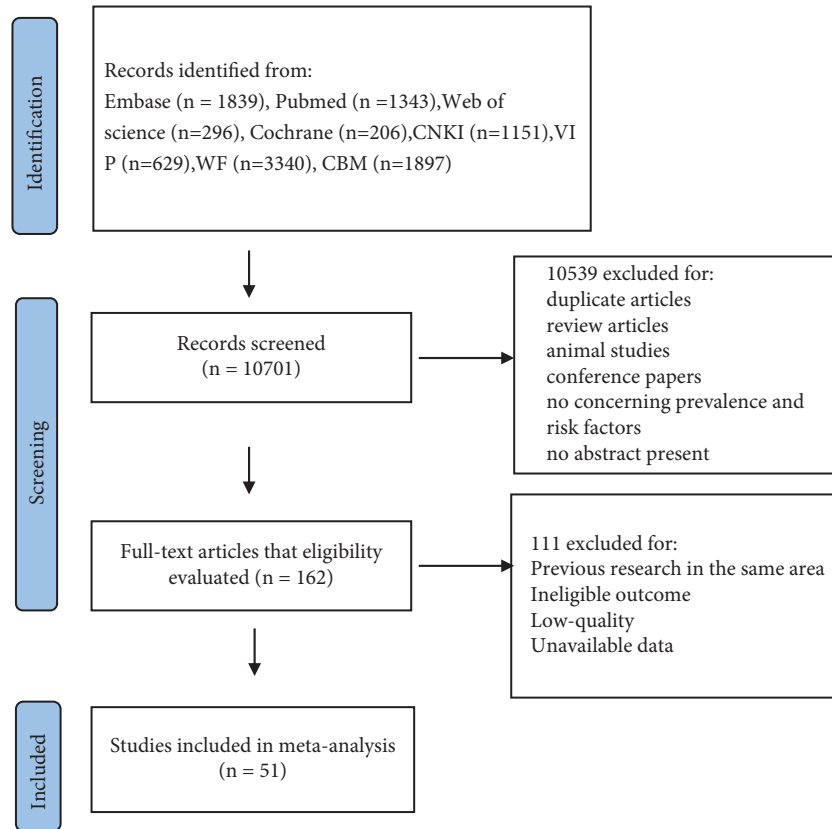 Identification
Records identified from:
Embase (n = 1839), Pubmed (n =1343),Web of
science (n=296), Cochrane (n=206),CNKI (n=1151),VI
P (n=629),WF (n=3340), CBM (n=1897)
Screening
Records screened
(n = 10701)
10539 excluded for:
duplicate articles
review articles
animal studies
conference papers
no concerning prevalence and
risk factors
no abstract present
Full-text articles that eligibility
evaluated (n = 162)
111 excluded for:
Previous research in the same area
Ineligible outcome
Low-quality
Unavailable data
Included
Studies included in meta-analysis
(n = 51)